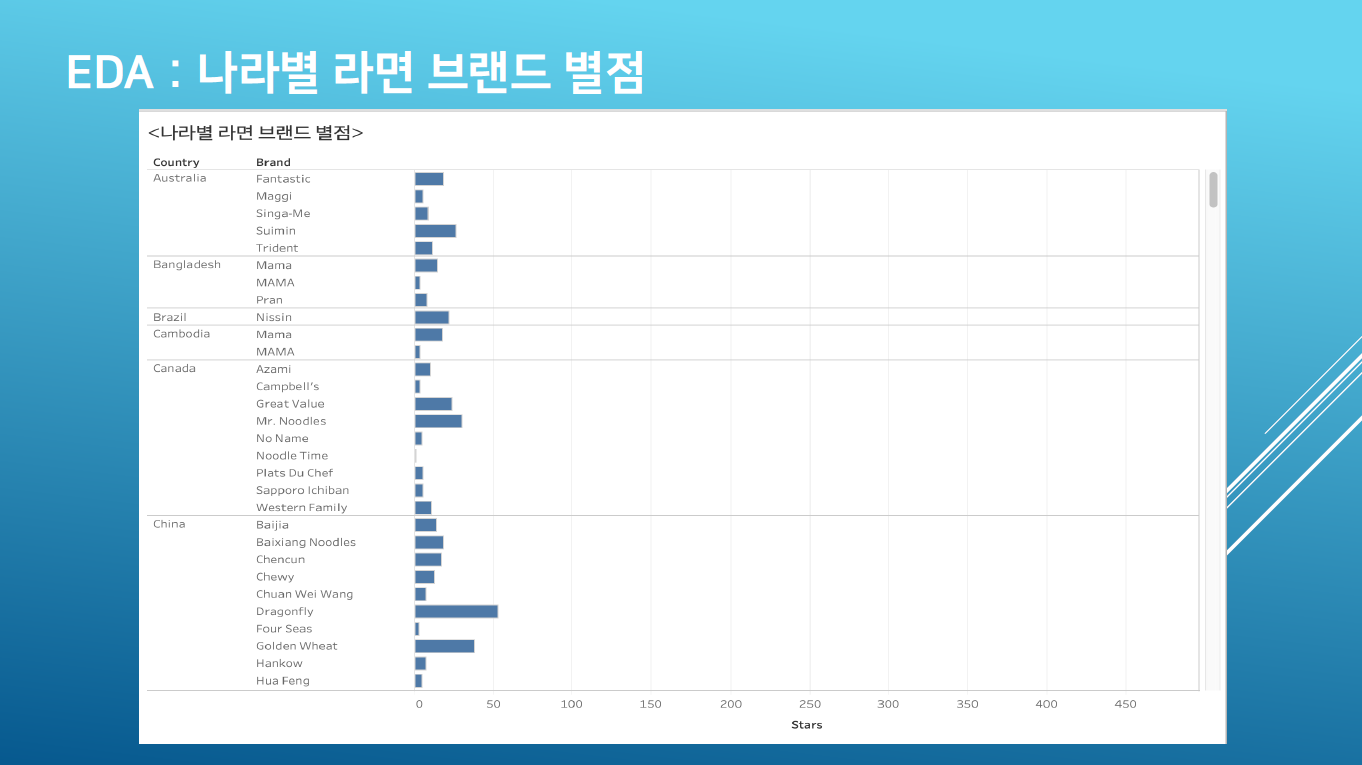 EDA : 나라별 라면 브랜드 별점
<나라별 라면 브랜드 별점>
Country Brand
Australia Fantastic
Maggi
Singa-Me
Suimin
Trident
Bangladesh Mama
MAMA
Pran
Brazil Nissin
Cambodia Mama
MAMA
Canada Azami
Campbell's
Great Value
Mr. Noodles
No Name
Noodle Time
Plats Du Chef
Sapporo Ichiban
Western Family
China Baijia
Baixiang Noodles
Chencun
Chewy
Chuan Wei Wang
Dragonfly
Four Seas
Golden Wheat
Hankow
Hua Feng
0 50 100 150 200 250 300 350 400 450
Stars